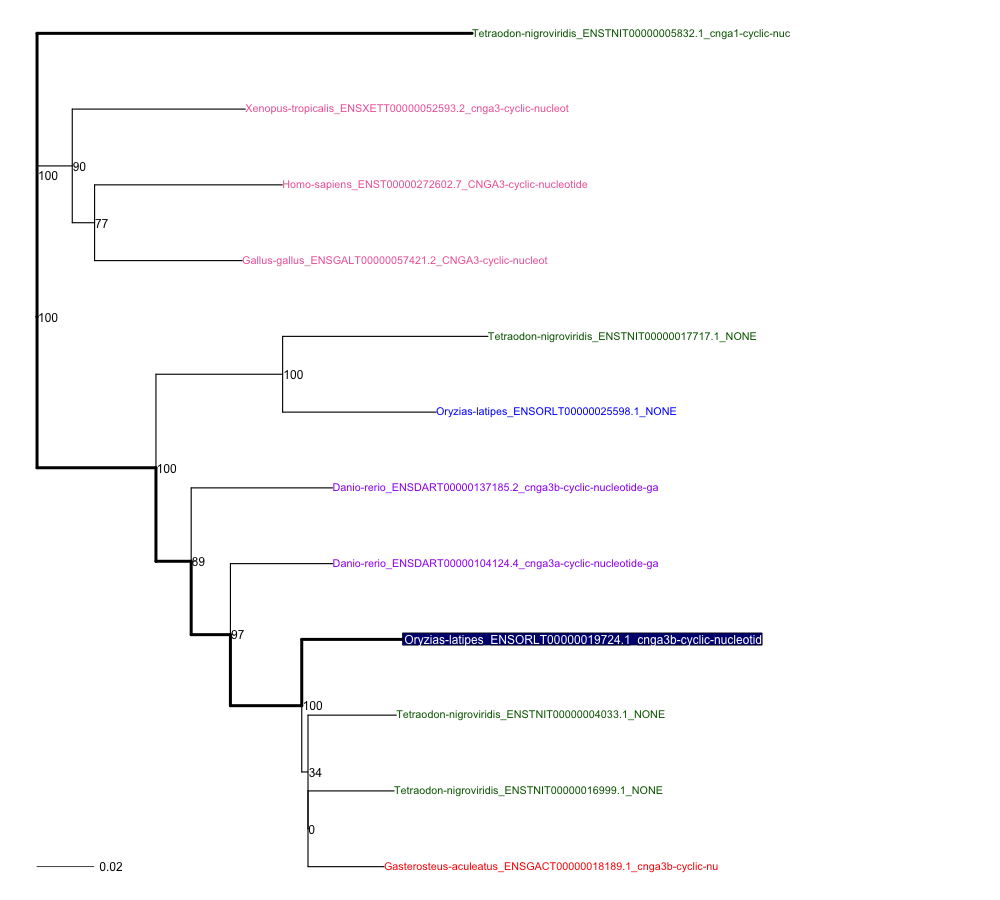 Tetraodon-nigroviridis_ENSTNIT00000005832.1_cnga1-cyclic-nuc
Xenopus-tropicalis_ENSXETT00000052593.2_cnga3-cyclic-nucleot
90
100
Homo-sapiens_ENST00000272602.7_CNGA3-cyclic-nucleotide
77
Gallus-gallus_ENSGALT00000057421.2_CNGA3-cyclic-nucleot
100
Tetraodon-nigroviridis_ENSTNIT00000017717.1_NONE
100
Oryzias-latipes_ENSORLT00000025598.1_NONE
100
Danio-rerio_ENSDART00000137185.2_cnga3b-cyclic-nucleotide-ga
89
Danio-rerio_ENSDART00000104124.4_cnga3a-cyclic-nucleotide-ga
97
Oryzias-latipes_ENSORLT00000019724.1_cnga3b-cyclic-nucleotid
100
Tetraodon-nigroviridis_ENSTNIT00000004033.1_NONE
34
Tetraodon-nigroviridis_ENSTNIT00000016999.1_NONE
0
Gasterosteus-aculeatus_ENSGACT00000018189.1_cnga3b-cyclic-nu
0.02